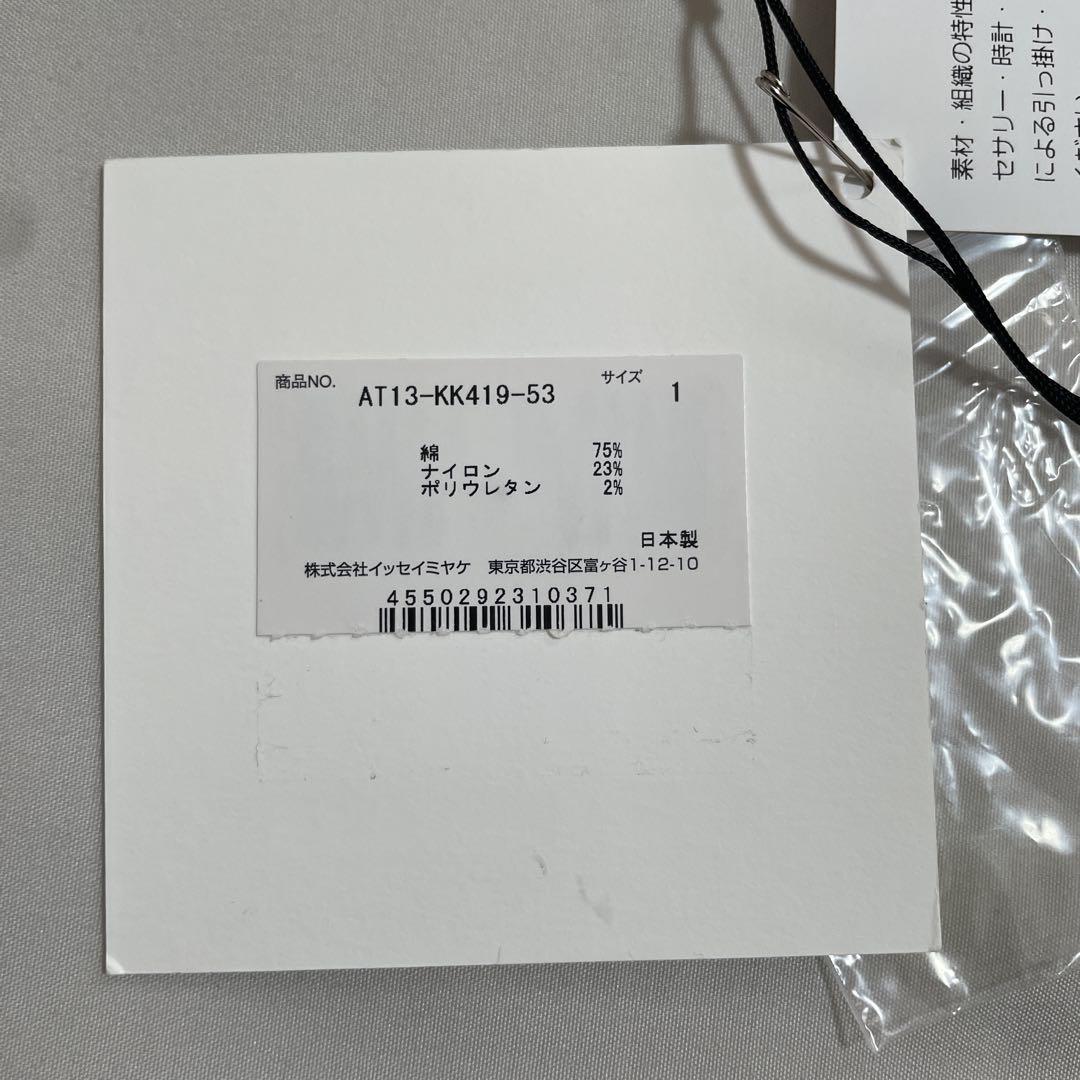 商品NO. AT13-KK419-53 サイズ 1
綿 75%
ナイロン 23%
ポリウレタン 2%
日本製
株式会社イッセイミヤケ 東京都渋谷区富ヶ谷1-12-10
4550292310371
素材・組織の特性
セサリー・時計・
による引っ掛け・